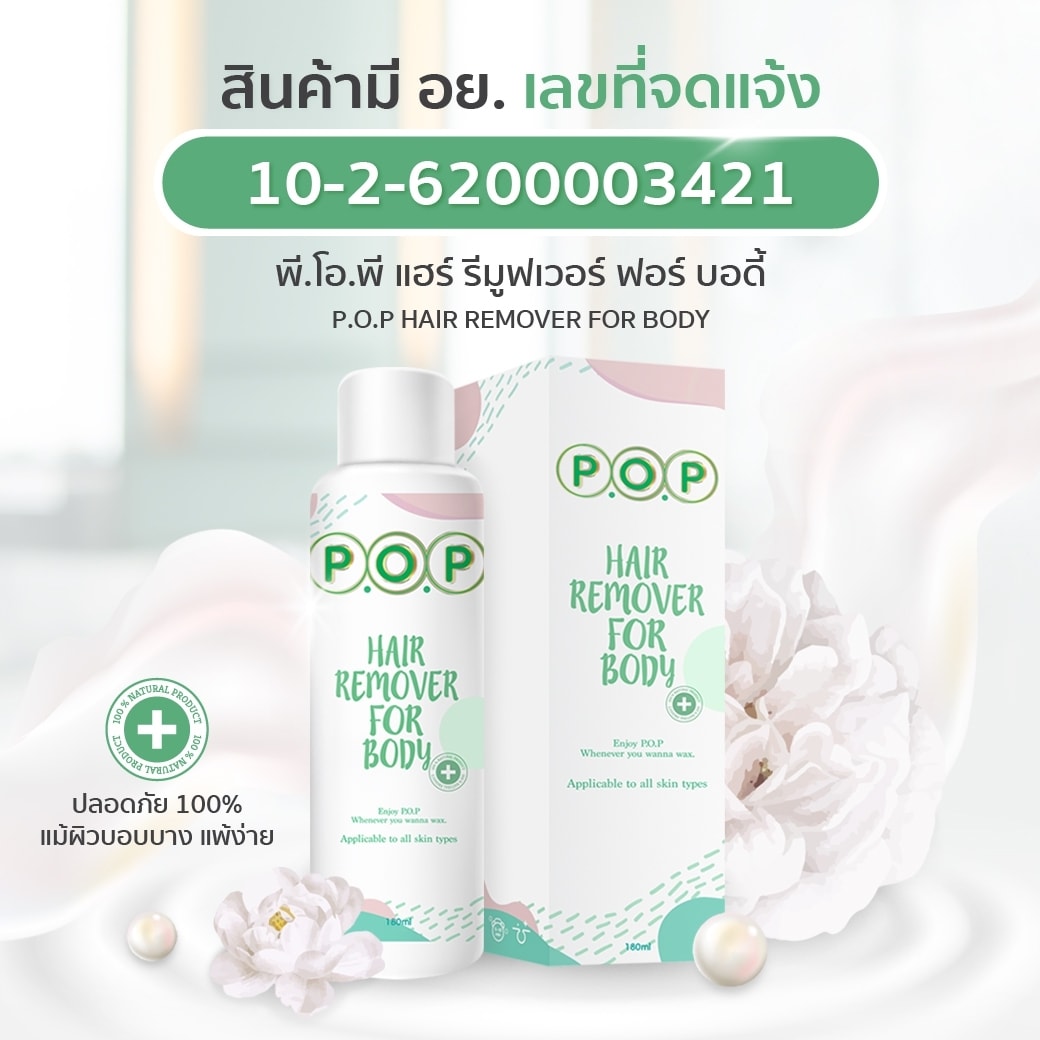 สินค้ามี อย. เลขที่จดแจ้ง
10-2-6200003421
พี.โอ.พี แฮร์ รีมูฟเวอร์ ฟอร์ บอดี้
P.O.P HAIR REMOVER FOR BODY
P.O.P
HAIR
REMOVER
FOR
BODY
Enjoy P.O.P
Whenever you wanna wax.
Applicable to all skin types
180ml
P.O.P
HAIR
REMOVER
FOR
BODY
Enjoy P.O.P
Whenever you wanna wax.
Applicable to all skin types
180ml
100% NATURAL PRODUCT
100% NATURAL PRODUCT
ปลอดภัย 100%
แม้ผิวบอบบาง แพ้ง่าย